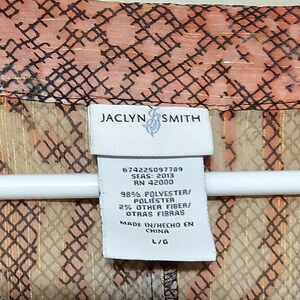 JACLYN SMITH
674225097789
SEAS: 2013
RN 42000
98% POLYESTER/
POLIÉSTER
2% OTHER FIBER/
OTRAS FIBRAS
MADE IN/HECHO EN
CHINA
L/G